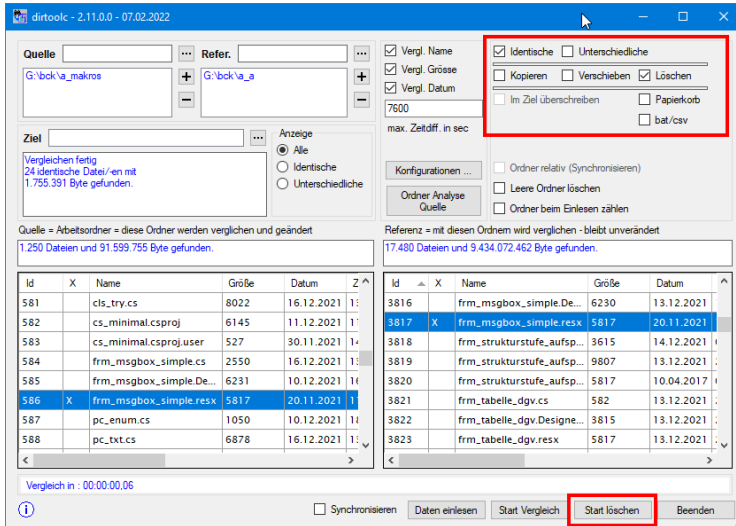 dirtoolc - 2.11.0.0 - 07.02.2022
Quelle
...
Refer.
...
G:\bck\a_makros
+
-
G:\bck\a_a
+
-
Ziel
...
Vergleichen fertig
24 identische Datei/-en mit
1.755.391 Byte gefunden.
Anzeige
Alle
Identische
Unterschiedliche
Vergl. Name
Vergl. Grösse
Vergl. Datum
7600
max. Zeitdiff. in sec
Konfigurationen ...
Ordner Analyse
Quelle
Identische Unterschiedliche
Kopieren Verschieben Löschen
Im Ziel überschreiben Papierkorb
bat/csv
Ordner relativ (Synchronisieren)
Leere Ordner löschen
Ordner beim Einlesen zählen
Quelle = Arbeitsordner = diese Ordner werden verglichen und geändert
1.250 Dateien und 91.599.755 Byte gefunden.
Referenz = mit diesen Ordnern wird verglichen - bleibt unverändert
17.480 Dateien und 9.434.072.462 Byte gefunden.
Id X Name Größe Datum Z
581 cls_try.cs 8022 16.12.2021
582 cs_minimal.csproj 6145 11.12.2021
583 cs_minimal.csproj.user 527 30.11.2021
584 frm_msgbox_simple.cs 2550 16.12.2021
585 frm_msgbox_simple.De... 6231 10.12.2021
586 X frm_msgbox_simple.resx 5817 20.11.2021
587 pc_enum.cs 1050 10.12.2021
588 pc_txt.cs 6878 16.12.2021
Id X Name Größe Datum
3816 frm_msgbox_simple.De... 6230 13.12.2021
3817 X frm_msgbox_simple.resx 5817 20.11.2021
3818 frm_strukturstufe_aufsp... 3615 14.12.2021
3819 frm_strukturstufe_aufsp... 9807 13.12.2021
3820 frm_strukturstufe_aufsp... 5817 10.04.2017
3821 frm_tabelle_dgv.cs 582 13.12.2021
3822 frm_tabelle_dgv.Designe... 3815 13.12.2021
3823 frm_tabelle_dgv.resx 5817 13.12.2021
Vergleich in : 00:00:00,06
Synchronisieren
Daten einlesen
Start Vergleich
Start löschen
Beenden